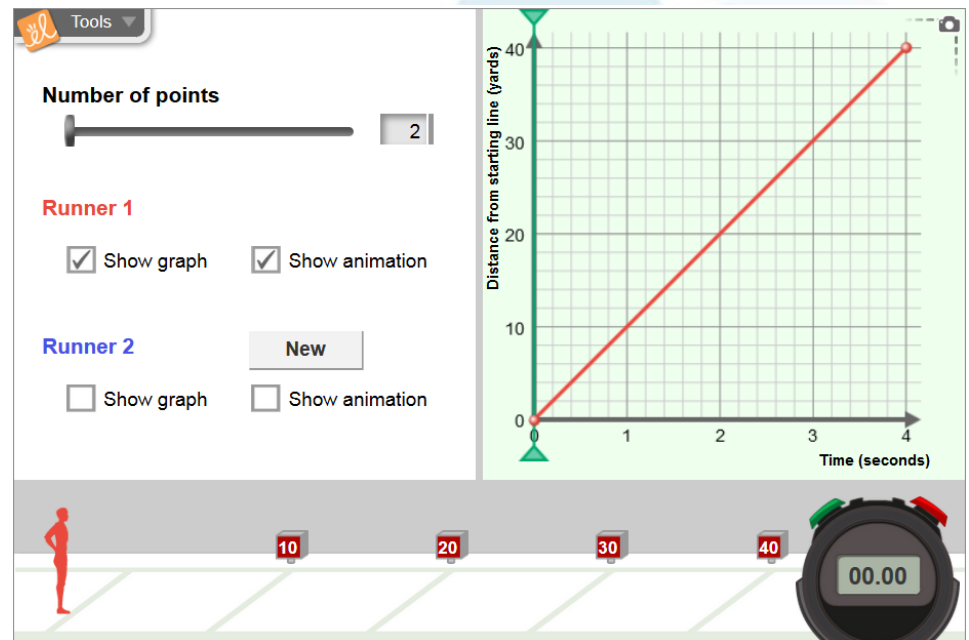 Tools
Number of points
2
Runner 1
Show graph
Show animation
Runner 2
New
Show graph
Show animation
Distance from starting line (yards)
40
30
20
10
0
0
1
2
3
4
Time (seconds)
10
20
30
40
00.00